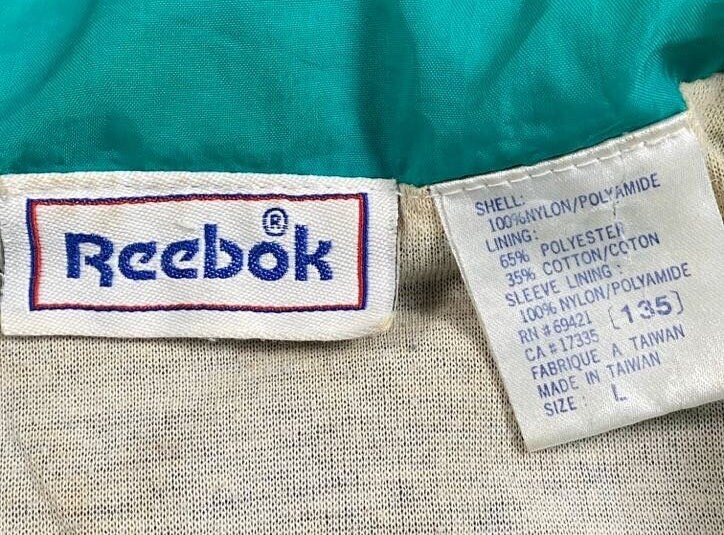 Reebok®
SHELL:
100%NYLON/POLYAMIDE
LINING:
65% POLYESTER
35% COTTON/COTON
SLEEVE LINING:
100% NYLON/POLYAMIDE
RN # 69421 [135]
CA # 17335
FABRIQUE A TAIWAN
MADE IN TAIWAN
SIZE: L